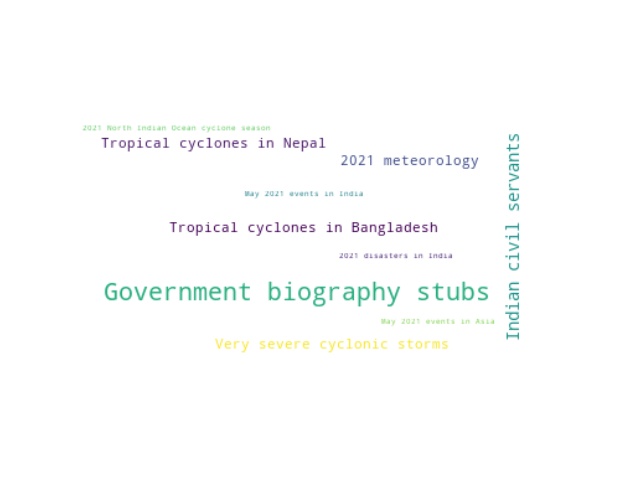 2021 North Indian Ocean cyclone season
Tropical cyclones in Nepal
2021 meteorology
Indian civil servants
May 2021 events in India
Tropical cyclones in Bangladesh
2021 disasters in India
Government biography stubs
May 2021 events in Asia
Very severe cyclonic storms